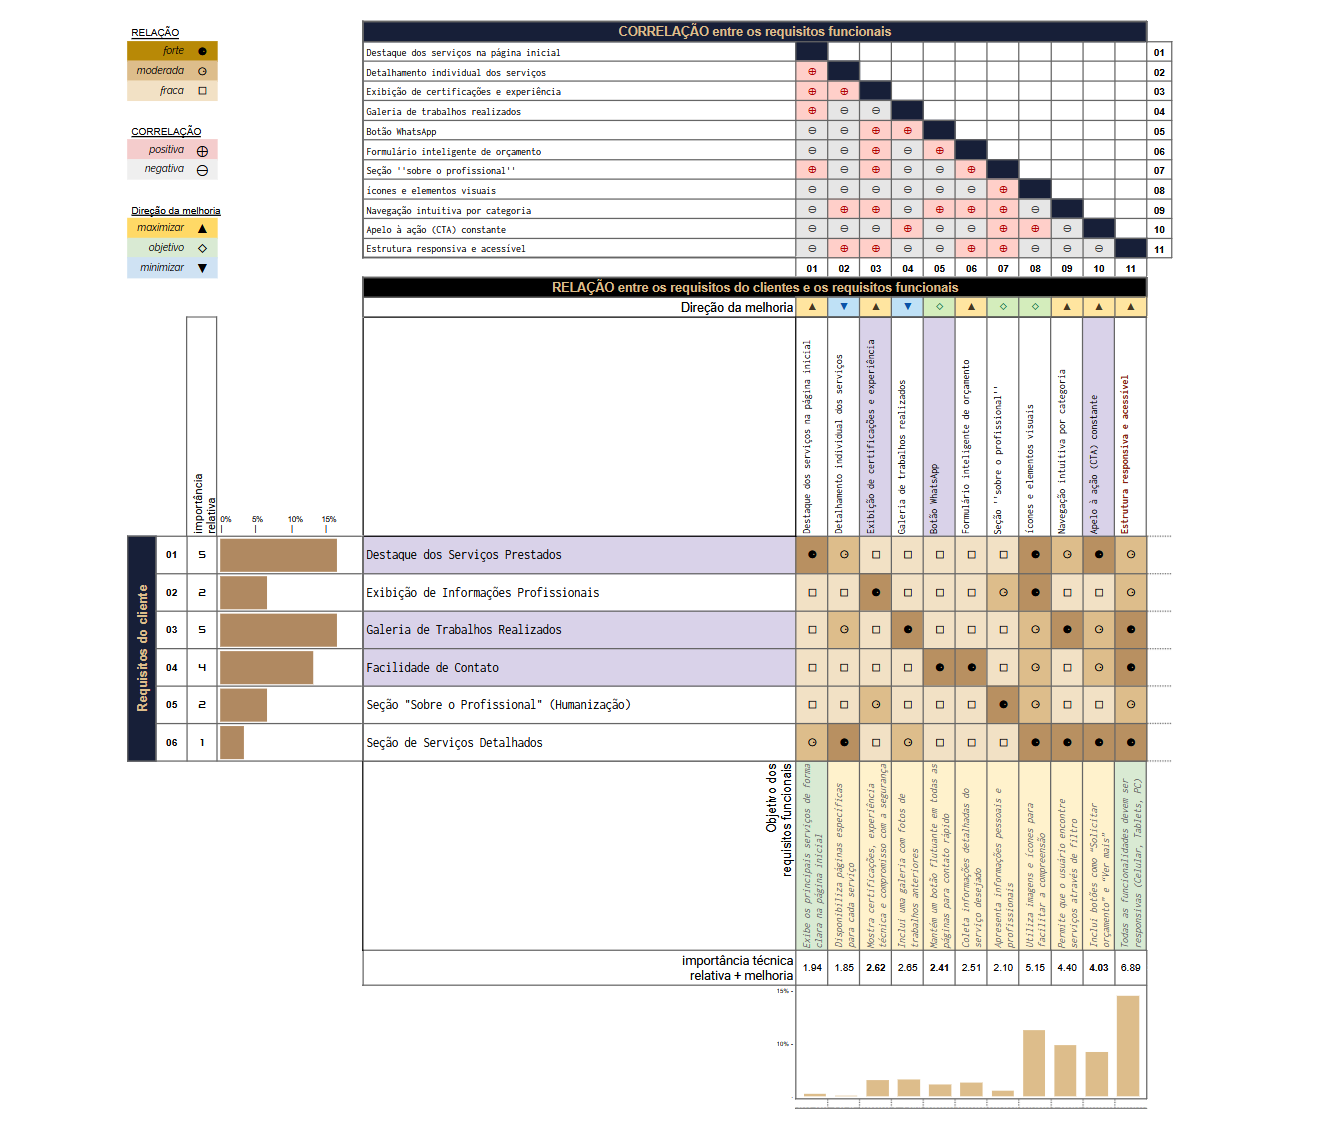 RELAÇÃO
forte
moderada
fraca
CORRELAÇÃO
positiva
negativa
Direção da melhoria
maximizar
objetivo
minimizar
CORRELAÇÃO entre os requisitos funcionais
Destaque dos serviços na página inicial 01
Detalhamento individual dos serviços 02
Exibição de certificações e experiência 03
Galeria de trabalhos realizados 04
Botão WhatsApp 05
Formulário inteligente de orçamento 06
Seção ''sobre o profissional'' 07
ícones e elementos visuais 08
Navegação intuitiva por categoria 09
Apelo à ação (CTA) constante 10
Estrutura responsiva e acessível 11
01 02 03 04 05 06 07 08 09 10 11
RELAÇÃO entre os requisitos do clientes e os requisitos funcionais
Direção da melhoria
importância
relativa
0% 5% 10% 15%
Destaque dos serviços na página inicial
Detalhamento individual dos serviços
Exibição de certificações e experiência
Galeria de trabalhos realizados
Botão WhatsApp
Formulário inteligente de orçamento
Seção ''sobre o profissional''
ícones e elementos visuais
Navegação intuitiva por categoria
Apelo à ação (CTA) constante
Estrutura responsiva e acessível
Requisitos do cliente
01 5 Destaque dos Serviços Prestados
02 2 Exibição de Informações Profissionais
03 5 Galeria de Trabalhos Realizados
04 4 Facilidade de Contato
05 2 Seção "Sobre o Profissional" (Humanização)
06 1 Seção de Serviços Detalhados
Objetivo dos
requisitos funcionais
Exibe os principais serviços de forma
clara na página inicial
Disponibiliza páginas específicas
para cada serviço
Mostra certificações, experiência
técnica e compromisso com a segurança
Inclui uma galeria com fotos de
trabalhos anteriores
Mantém um botão flutuante em todas as
páginas para contato rápido
Coleta informações detalhadas do
serviço desejado
Apresenta informações pessoais e
profissionais
Utiliza imagens e ícones para
facilitar a compreensão
Permite que o usuário encontre
serviços através de filtro
Inclui botões como "Solicitar
orçamento" e "Ver mais"
Todas as funcionalidades devem ser
responsivas (Celular, Tablets, PC)
importância técnica
relativa + melhoria
1.94 1.85 2.62 2.65 2.41 2.51 2.10 5.15 4.40 4.03 6.89
15%
10%